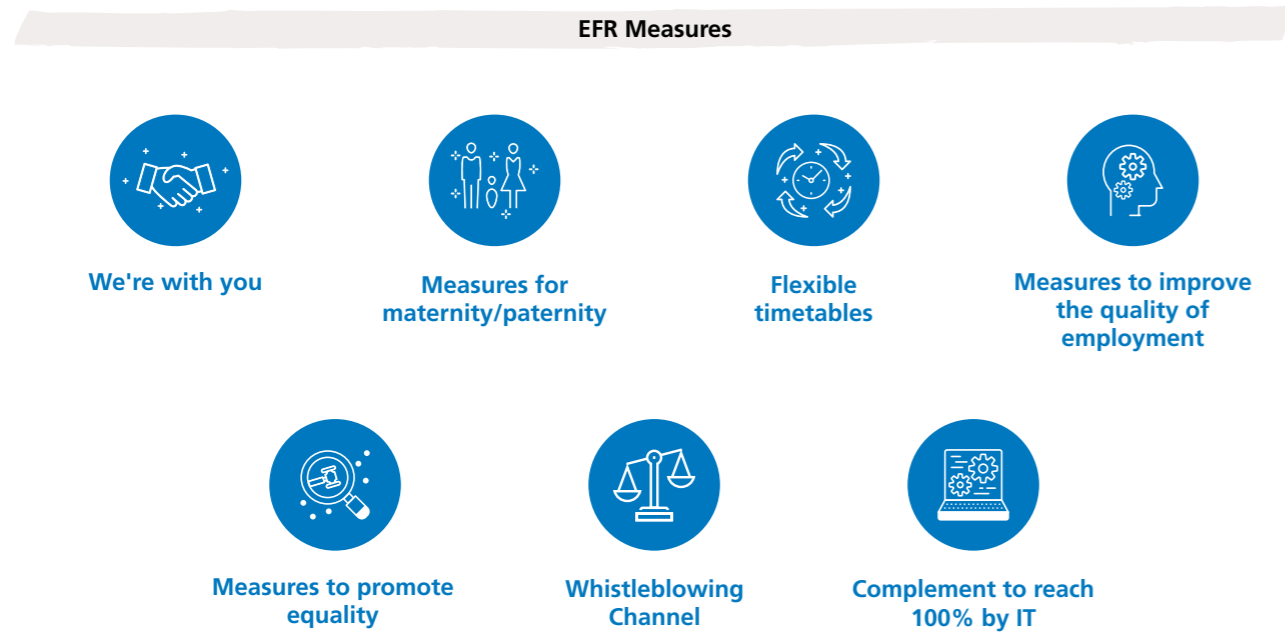 EFR Measures
We're with you
Measures for
maternity/paternity
Flexible
timetables
Measures to improve
the quality of
employment
Measures to promote
equality
Whistleblowing
Channel
Complement to reach
100% by IT